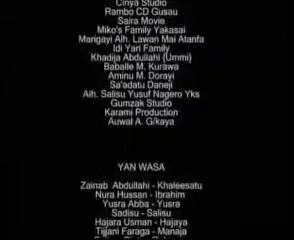 Cinya Studio
Rambo CD Gusau
Saira Movie
Miko's Family Yakasai
Marigayi Alh. Lawan Mai Atanfa
Idi Yari Family
Khadija Abdullahi (Ummi)
Baballe M. Kurawa
Aminu M. Dorayi
Sa'adatu Daneji
Alh. Salisu Yusuf Nagero Yks
Gumzak Studio
Karami Production
Auwal A. G/kaya
YAN WASA
Zainab Abdullahi - Khaleesatu
Nura Hussan - Ibrahim
Yusra Abba - Yusra
Sadisu - Salisu
Hajara Usman - Hajaya
Tijjani Faraga - Manaja